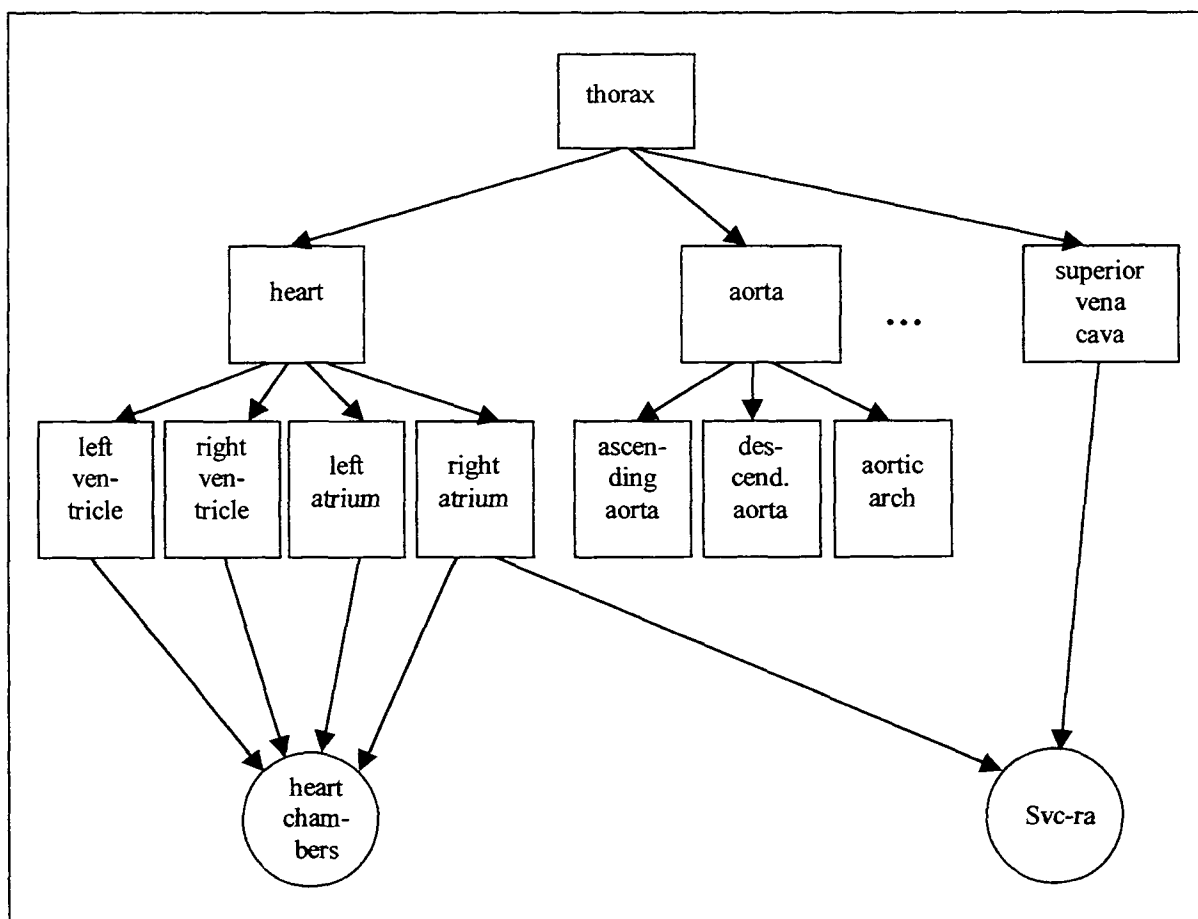 thorax
heart
aorta
...
superior
vena
cava
left
ven-
tricle
right
ven-
tricle
left
atrium
right
atrium
ascen-
ding
aorta
des-
cend.
aorta
aortic
arch
heart
cham-
bers
Svc-ra